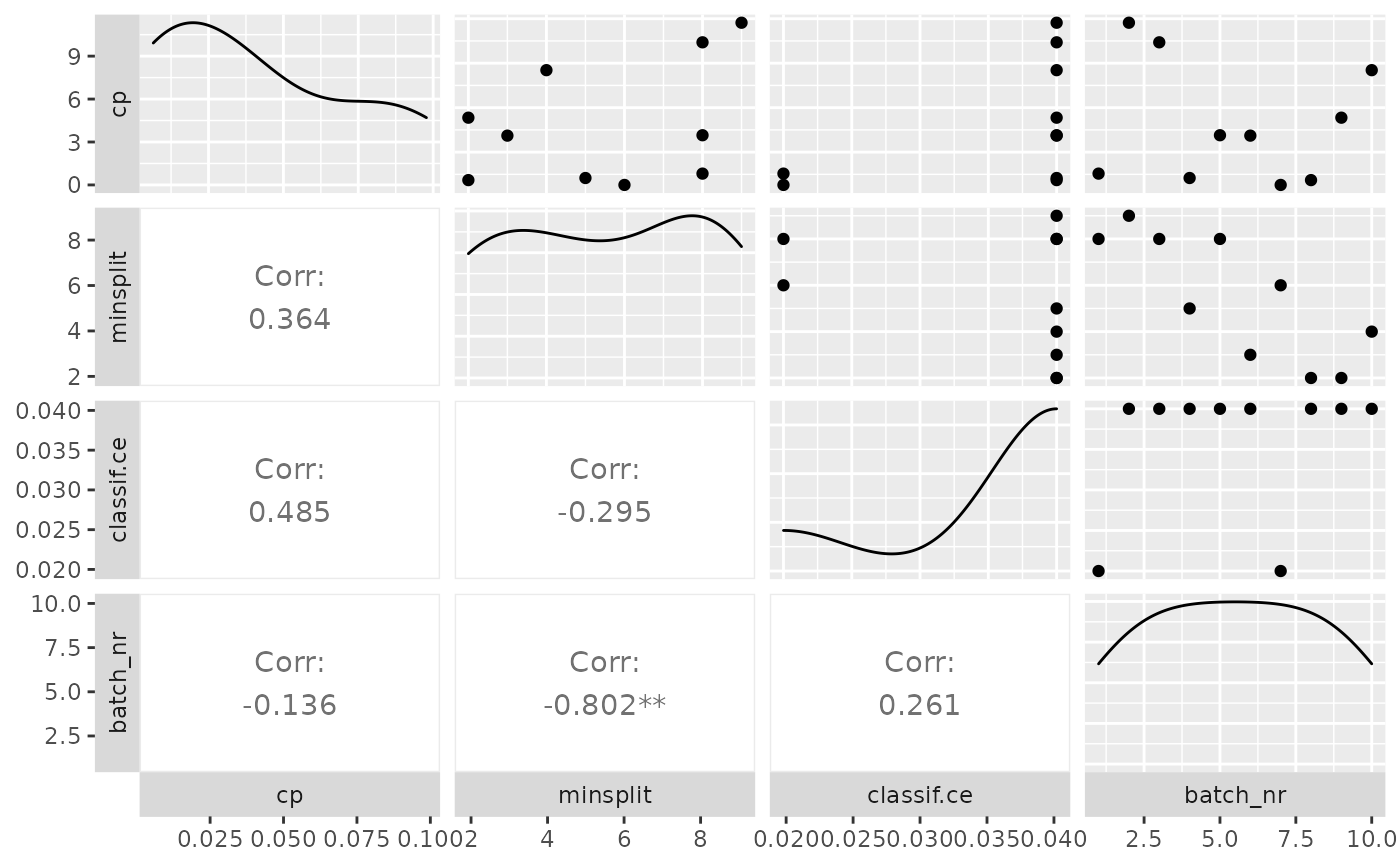 cp
9
6
3
0
minsplit
8
6
4
2
Corr:
0.364
classif.ce
0.040
0.035
0.030
0.025
0.020
Corr:
0.485
Corr:
-0.295
batch_nr
10.0
7.5
5.0
2.5
Corr:
-0.136
Corr:
-0.802**
Corr:
0.261
cp minsplit classif.ce batch_nr
0.025 0.050 0.075 0.100 2 4 6 8 0.020 0.025 0.030 0.035 0.040 2.5 5.0 7.5 10.0